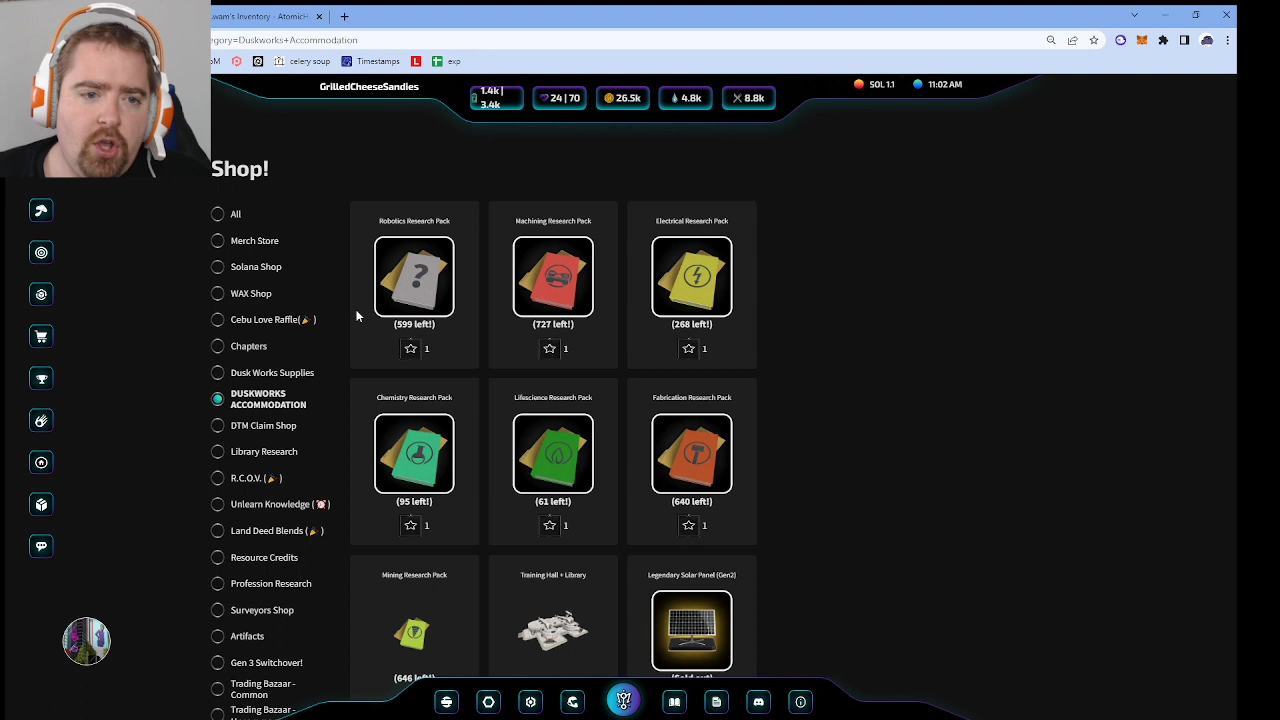 .wam's Inventory - AtomicH
egory=Duskworks+Accommodation
oM
celery soup
Timestamps
L
exp
GrilledCheeseSandies
1.4k |
3.4k
24 | 70
26.5k
4.8k
8.8k
SOL 1.1
11:02 AM
Shop!
All
Merch Store
Solana Shop
WAX Shop
Cebu Love Raffle(🎉 )
Chapters
Dusk Works Supplies
DUSKWORKS
ACCOMMODATION
DTM Claim Shop
Library Research
R.C.O.V. (🎉 )
Unlearn Knowledge (⏰ )
Land Deed Blends (🎉 )
Resource Credits
Profession Research
Surveyors Shop
Artifacts
Gen 3 Switchover!
Trading Bazaar -
Common
Trading Bazaar -
Robotics Research Pack
(599 left!)
1
Machining Research Pack
(727 left!)
1
Electrical Research Pack
(268 left!)
1
Chemistry Research Pack
(95 left!)
1
Lifescience Research Pack
(61 left!)
1
Fabrication Research Pack
(640 left!)
1
Mining Research Pack
(646 left!)
Training Hall + Library
Legendary Solar Panel (Gen2)
(Sold out)